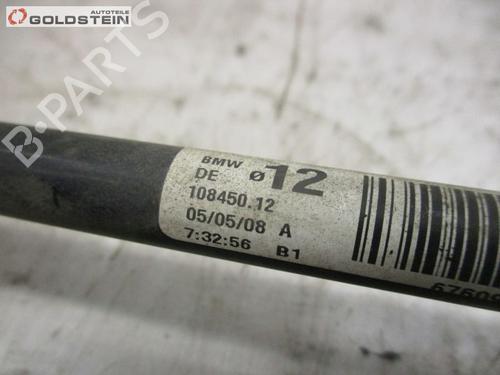 AUTOTEILE
GOLDSTEIN
B-PARTS
BMW
DE ø12
108450.12
05/05/08 A
7:32:56 B1